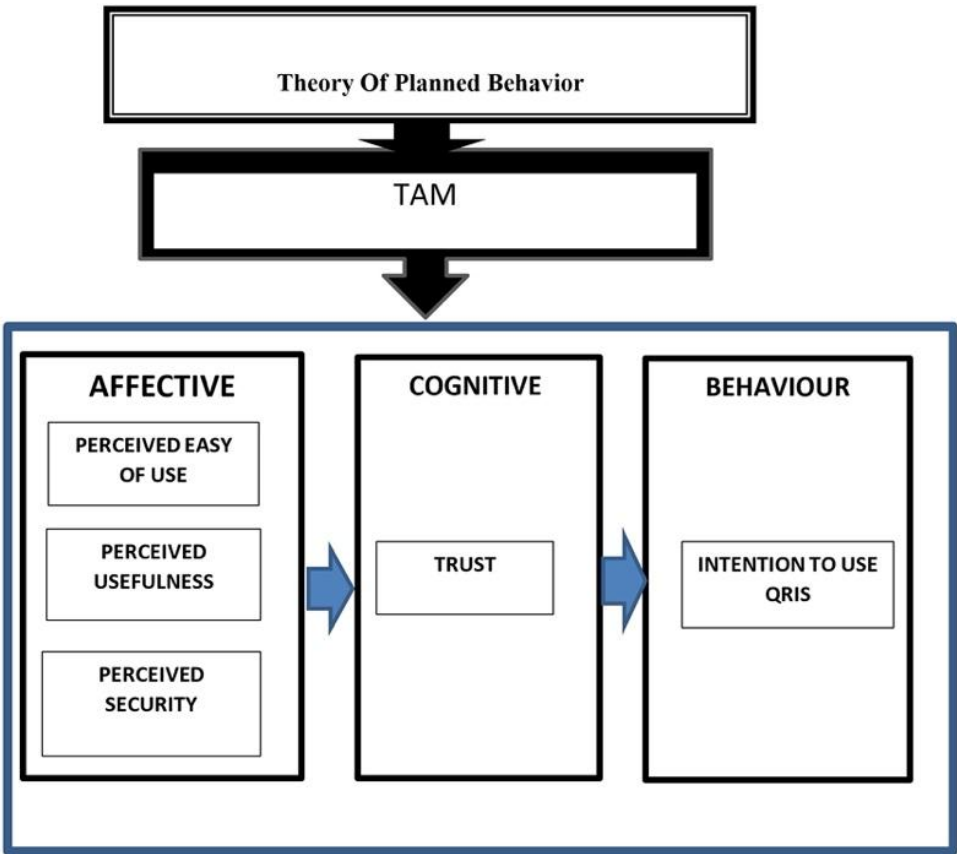 Theory Of Planned Behavior
TAM
AFFECTIVE
PERCEIVED EASY
OF USE
PERCEIVED
USEFULNESS
PERCEIVED
SECURITY
COGNITIVE
TRUST
BEHAVIOUR
INTENTION TO USE
QRIS